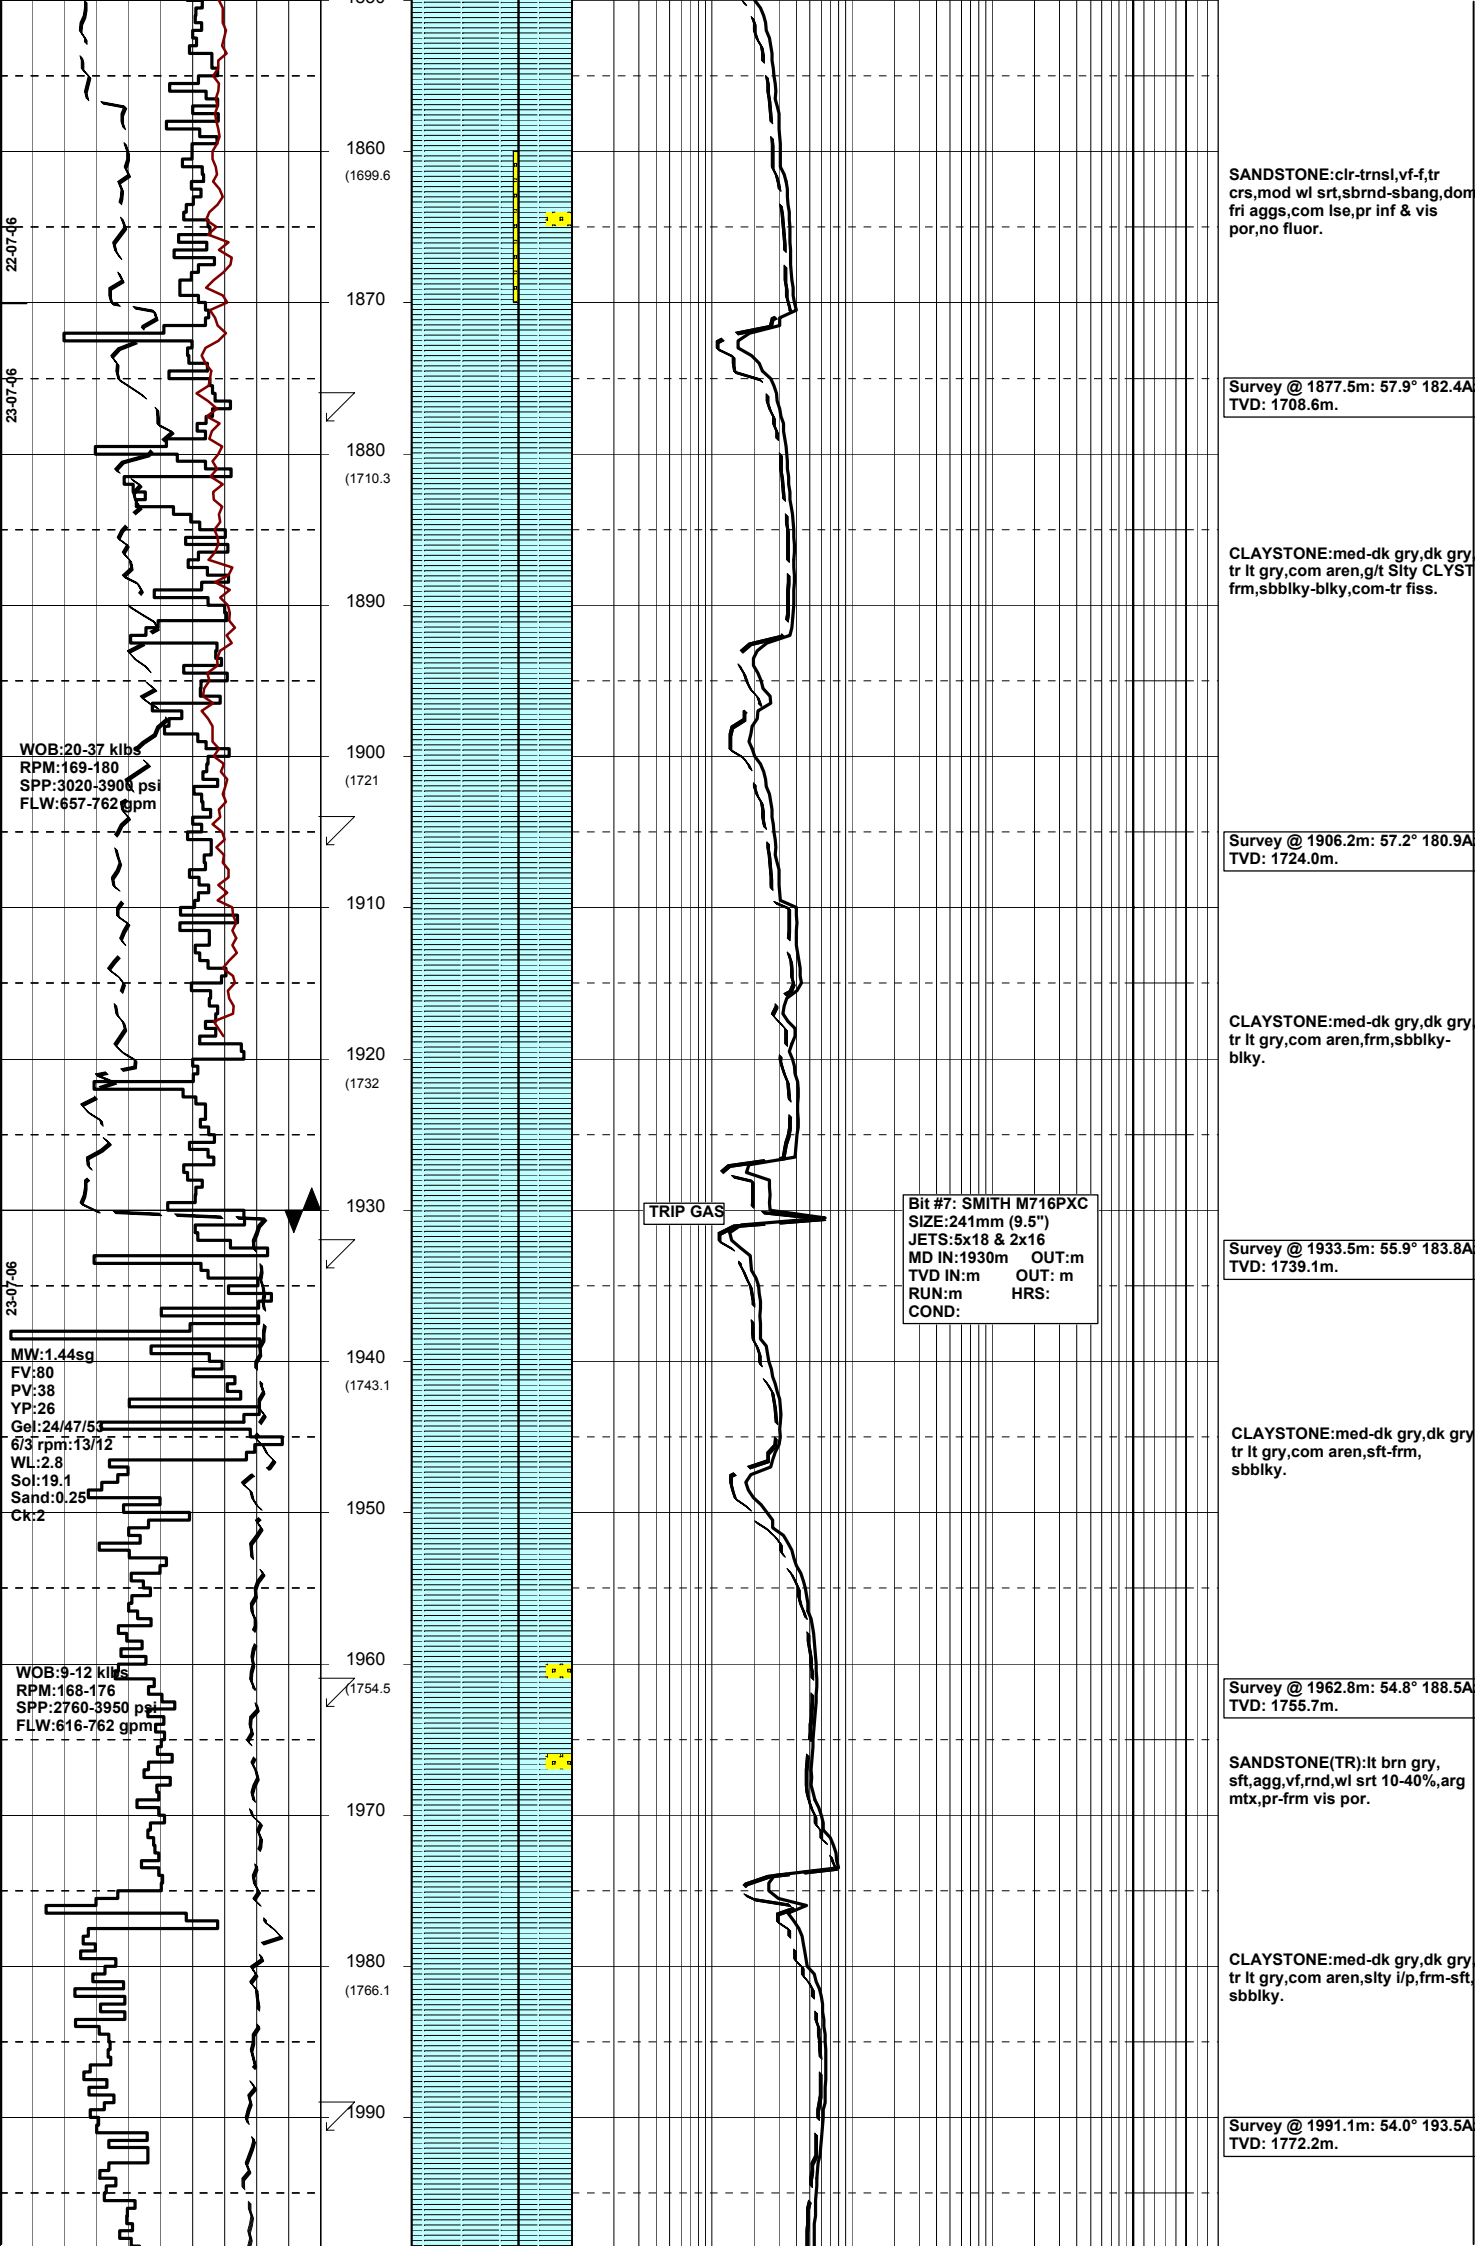 22-07-06
23-07-06
1860
(1699.6
SANDSTONE:clr-trnsl,vf-f,tr
crs,mod wl srt,sbrnd-sbang,dom
fri aggs,com lse,pr inf & vis
por,no fluor.
1870
Survey @ 1877.5m: 57.9° 182.4A
TVD: 1708.6m.
1880
(1710.3
CLAYSTONE:med-dk gry,dk gry,
tr lt gry,com aren,g/t Slty CLYST
frm,sbblky-blky,com-tr fiss.
1890
WOB:20-37 klbs
RPM:169-180
SPP:3020-3900 psi
FLW:657-762 gpm
1900
(1721
Survey @ 1906.2m: 57.2° 180.9A
TVD: 1724.0m.
1910
CLAYSTONE:med-dk gry,dk gry,
tr lt gry,com aren,frm,sbblky-
blky.
1920
(1732
1930
TRIP GAS
Bit #7: SMITH M716PXC
SIZE:241mm (9.5")
JETS:5x18 & 2x16
MD IN:1930m OUT:m
TVD IN:m OUT: m
RUN:m HRS:
COND:
Survey @ 1933.5m: 55.9° 183.8A
TVD: 1739.1m.
23-07-06
MW:1.44sg
FV:80
PV:38
YP:26
Gel:24/47/53
6/3 rpm:13/12
WL:2.8
Sol:19.1
Sand:0.25
Ck:2
1940
(1743.1
CLAYSTONE:med-dk gry,dk gry
tr lt gry,com aren,sft-frm,
sbblky.
1950
1960
(1754.5
WOB:9-12 klbs
RPM:168-176
SPP:2760-3950 psi
FLW:616-762 gpm
Survey @ 1962.8m: 54.8° 188.5A
TVD: 1755.7m.
SANDSTONE(TR):lt brn gry,
sft,agg,vf,rnd,wl srt 10-40%,arg
mtx,pr-frm vis por.
1970
1980
(1766.1
CLAYSTONE:med-dk gry,dk gry,
tr lt gry,com aren,slty i/p,frm-sft,
sbblky.
1990
Survey @ 1991.1m: 54.0° 193.5A
TVD: 1772.2m.